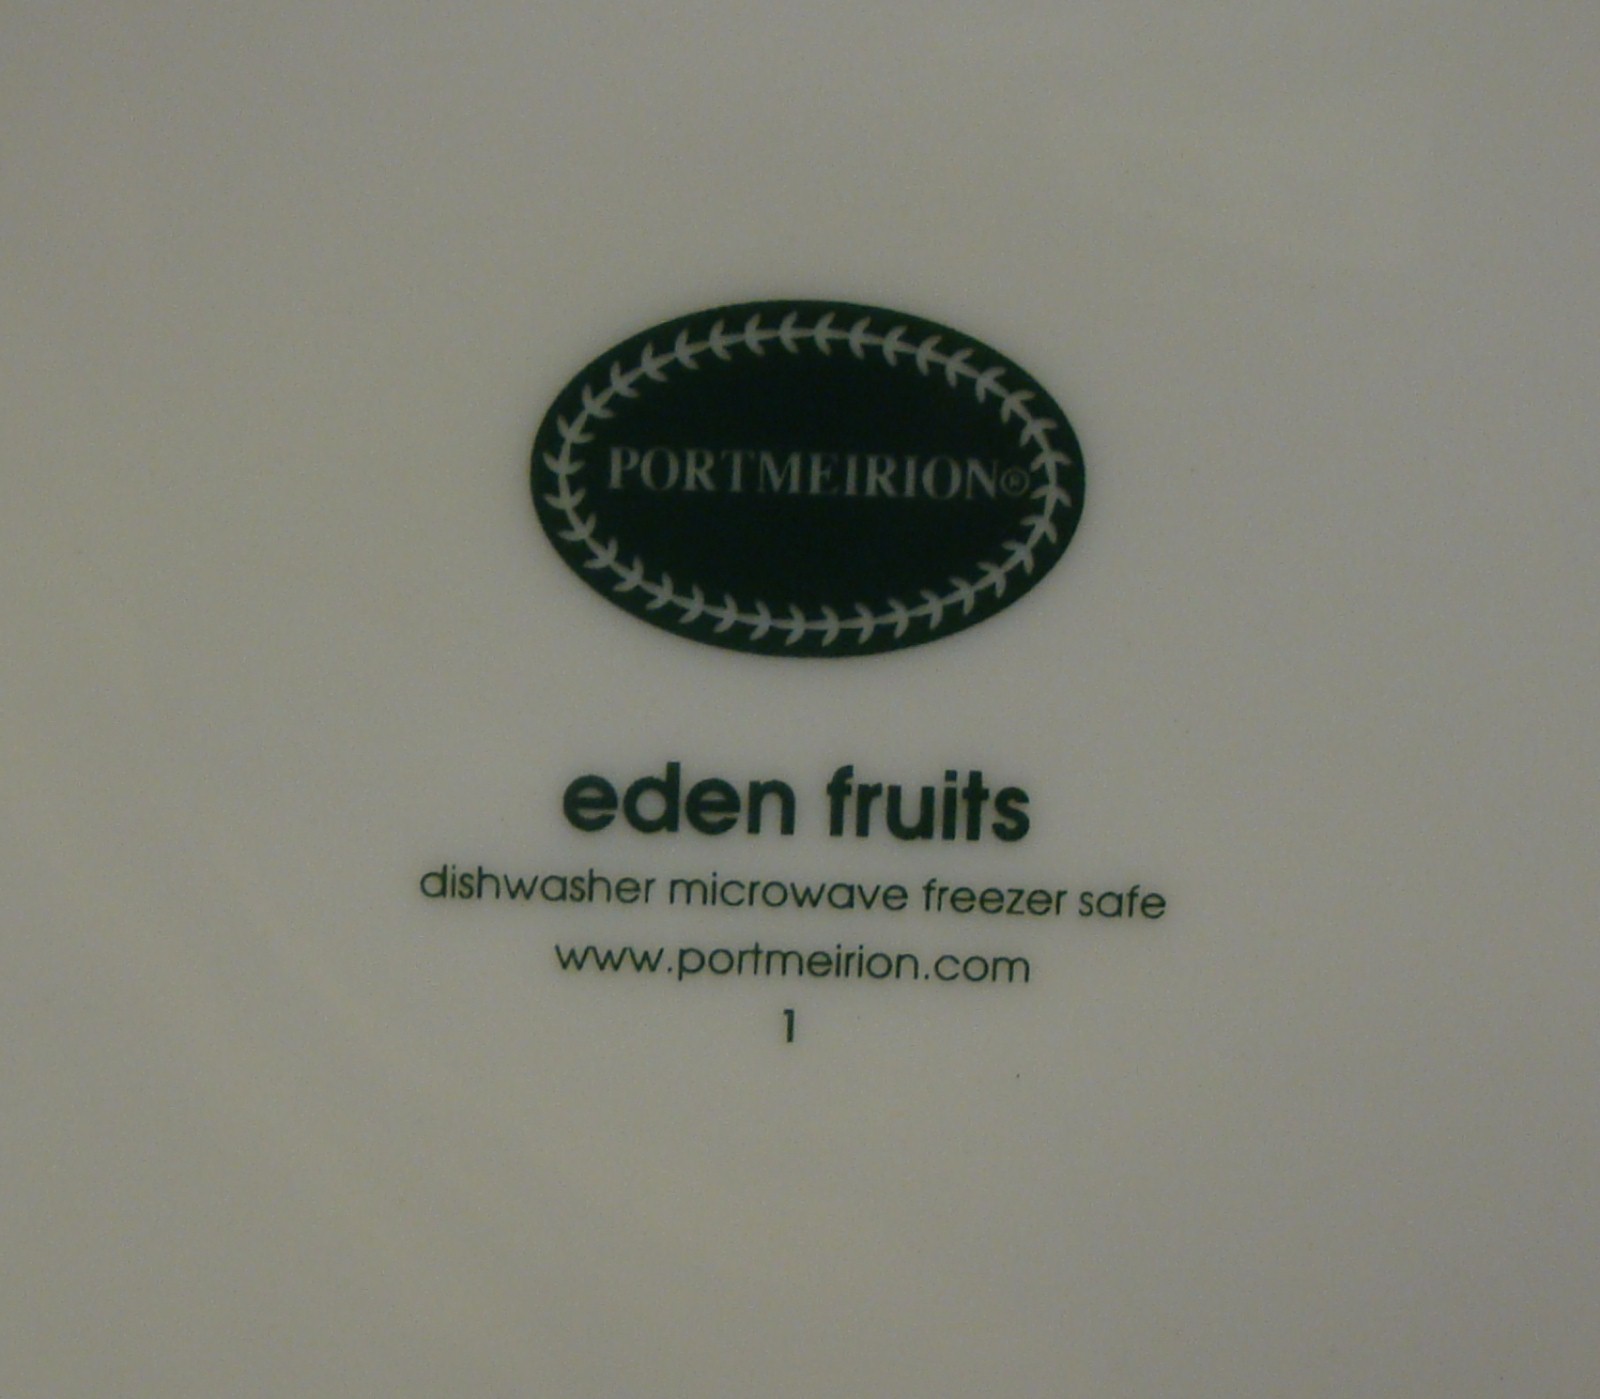 PORTMEIRION®
eden fruits
dishwasher microwave freezer safe
www.portmeirion.com
1